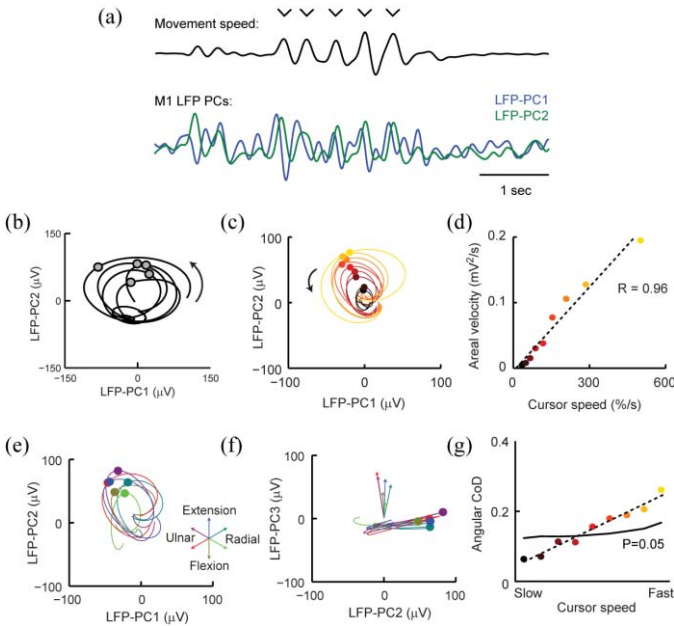 (a)
Movement speed:
M1 LFP PCs:
LFP-PC1
LFP-PC2
1 sec
(b)
150
0
−150
−150
0
150
LFP-PC2 (μV)
LFP-PC1 (μV)
(c)
100
0
−100
−100
0
100
LFP-PC2 (μV)
LFP-PC1 (μV)
(d)
0.2
0.1
0
0
300
600
Areal velocity (mV²/s)
R = 0.96
Cursor speed (%/s)
(e)
100
0
−100
−100
0
100
LFP-PC2 (μV)
Extension
Ulnar
Radial
Flexion
LFP-PC1 (μV)
(f)
100
0
−100
−100
0
100
LFP-PC3 (μV)
LFP-PC2 (μV)
(g)
0.4
0.2
0
Angular CoD
P=0.05
Slow
Fast
Cursor speed